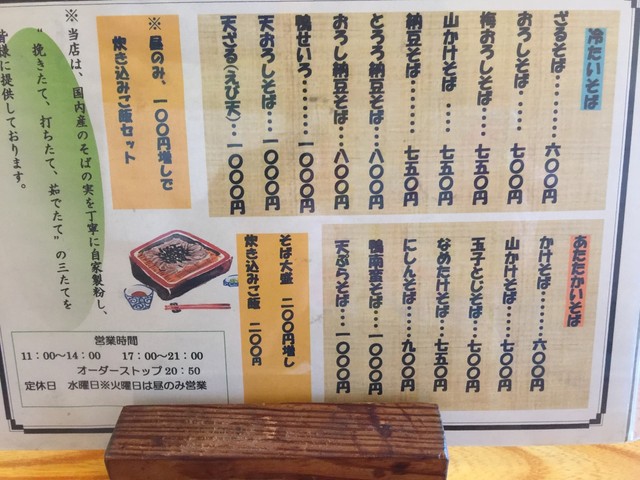 冷たいそば
ざるそば………六〇〇円
おろしそば……七〇〇円
梅おろしそば…七五〇円
山かけそば……七五〇円
納豆そば………七五〇円
とろろ納豆そば…八〇〇円
おろし納豆そば…八〇〇円
鴨せいろ………一〇〇〇円
天おろしそば…一〇〇〇円
天ざる(えび天)…一〇〇〇円
※昼のみ、一〇〇円増しで
炊き込みご飯セット
※当店は、国内産のそばの実を丁寧に自家製粉し、
"挽きたて、打ちたて、茹でたて"の三たてを
皆様に提供しております。
あたたかいそば
かけそば………六〇〇円
山かけそば……七〇〇円
玉子とじそば…七〇〇円
なめたけそば…七五〇円
にしんそば……九〇〇円
鴨南蛮そば…一〇〇〇円
天ぷらそば…一〇〇〇円
そば大盛 二〇〇円増し
炊き込みご飯 二〇〇円
営業時間
11:00~14:00 17:00~21:00
オーダーストップ20:50
定休日 水曜日※火曜日は昼のみ営業